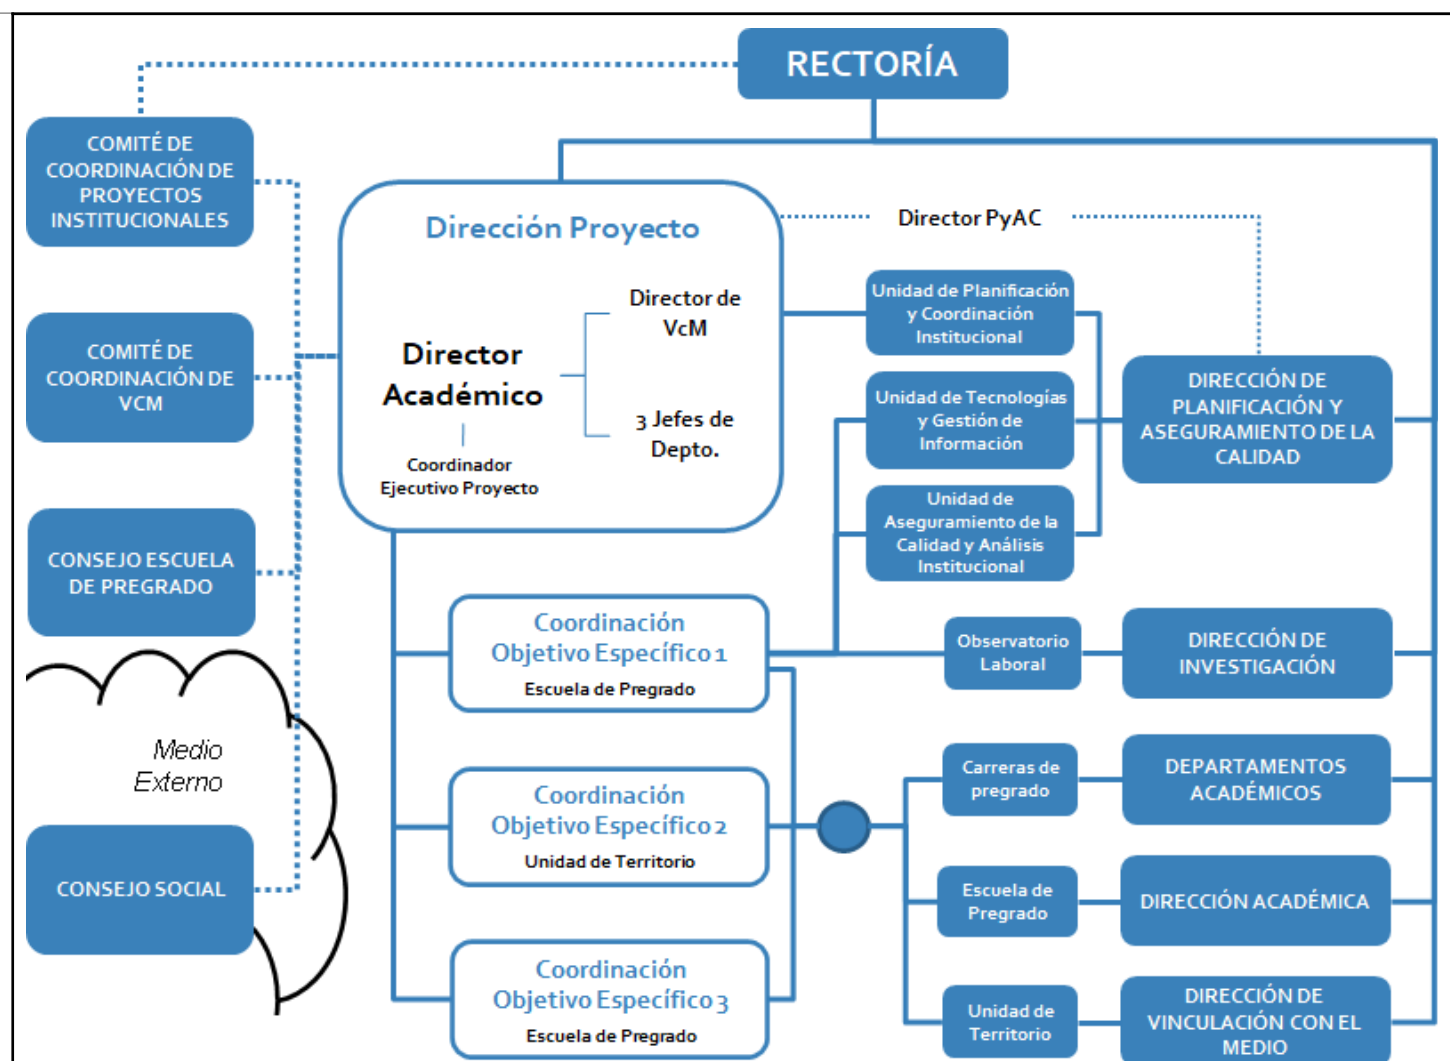 RECTORÍA
COMITÉ DE
COORDINACIÓN DE
PROYECTOS
INSTITUCIONALES
COMITÉ DE
COORDINACIÓN DE
VCM
CONSEJO ESCUELA
DE PREGRADO
Medio
Externo
CONSEJO SOCIAL
Dirección Proyecto
Director
Académico
Director de
VcM
3 Jefes de
Depto.
Coordinador
Ejecutivo Proyecto
Director PyAC
Unidad de Planificación
y Coordinación
Institucional
Unidad de Tecnologías
y Gestión de
Información
Unidad de
Aseguramiento de la
Calidad y Análisis
Institucional
DIRECCIÓN DE
PLANIFICACIÓN Y
ASEGURAMIENTO DE LA
CALIDAD
Coordinación
Objetivo Específico 1
Escuela de Pregrado
Observatorio
Laboral
DIRECCIÓN DE
INVESTIGACIÓN
Coordinación
Objetivo Específico 2
Unidad de Territorio
Carreras de
pregrado
DEPARTAMENTOS
ACADÉMICOS
Escuela de
Pregrado
DIRECCIÓN ACADÉMICA
Coordinación
Objetivo Específico 3
Escuela de Pregrado
Unidad de
Territorio
DIRECCIÓN DE
VINCULACIÓN CON EL
MEDIO